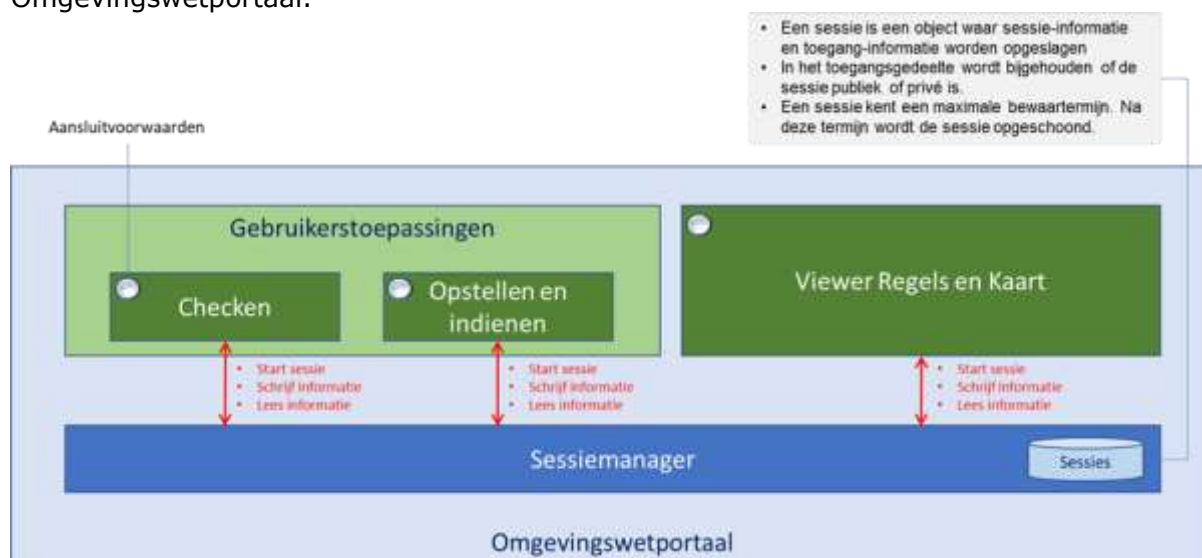 Omgevingswetportaal.
• Een sessie is een object waar sessie-informatie
en toegang-informatie worden opgeslagen
• In het toegangsgedeelte wordt bijgehouden of de
sessie publiek of privé is.
• Een sessie kent een maximale bewaartermijn. Na
deze termijn wordt de sessie opgeschoond.
Aansluitvoorwaarden
Gebruikerstoepassingen
Checken
Opstellen en
indienen
Viewer Regels en Kaart
• Start sessie
• Schrijf informatie
• Lees informatie
• Start sessie
• Schrijf informatie
• Lees informatie
• Start sessie
• Schrijf informatie
• Lees informatie
Sessiemanager
Sessies
Omgevingswetportaal